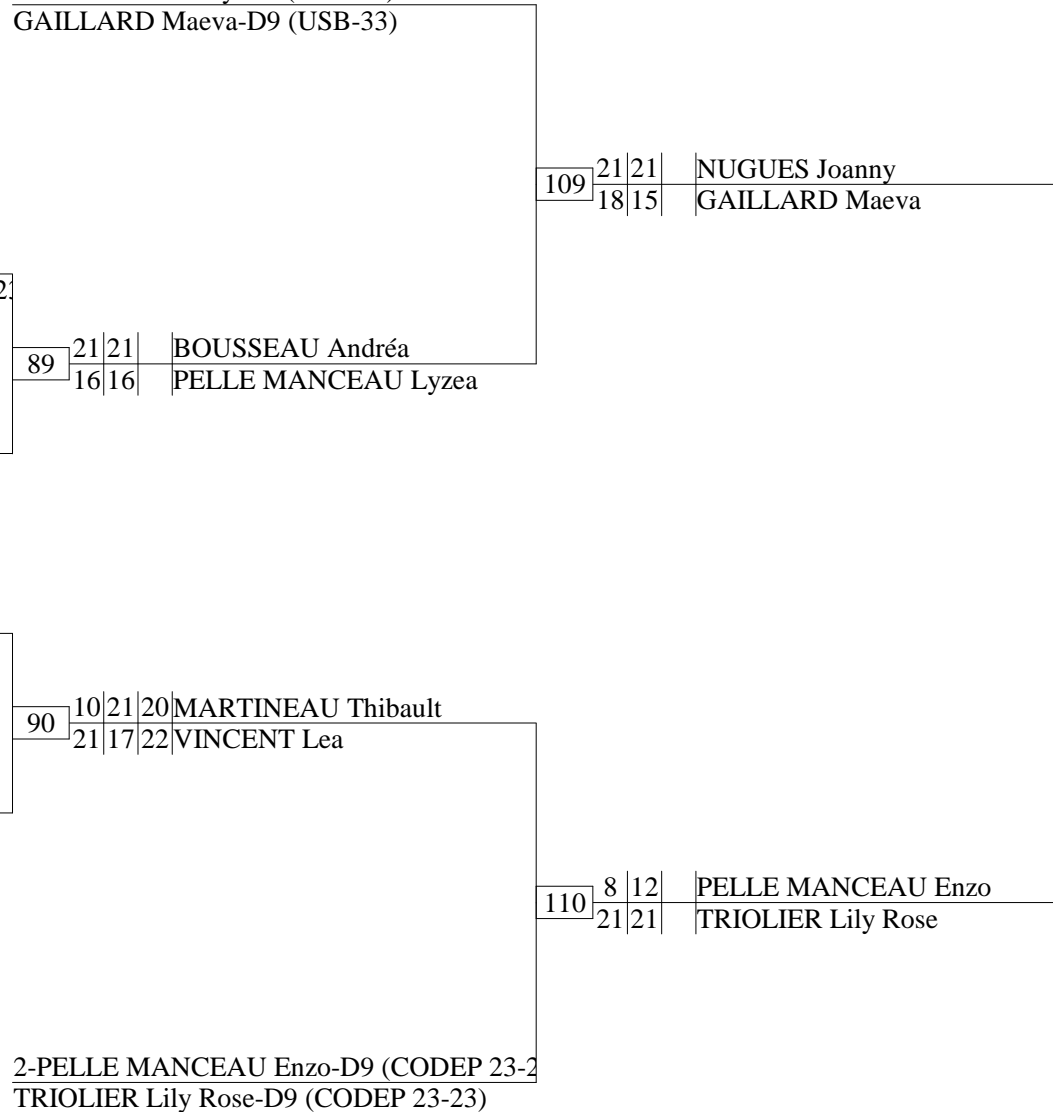 GAILLARD Maeva-D9 (USB-33)
109 21 21 NUGUES Joanny
18 15 GAILLARD Maeva
89 21 21 BOUSSEAU Andréa
16 16 PELLE MANCEAU Lyzea
90 10 21 20 MARTINEAU Thibault
21 17 22 VINCENT Lea
110 8 12 PELLE MANCEAU Enzo
21 21 TRIOLIER Lily Rose
2-PELLE MANCEAU Enzo-D9 (CODEP 23-2
TRIOLIER Lily Rose-D9 (CODEP 23-23)